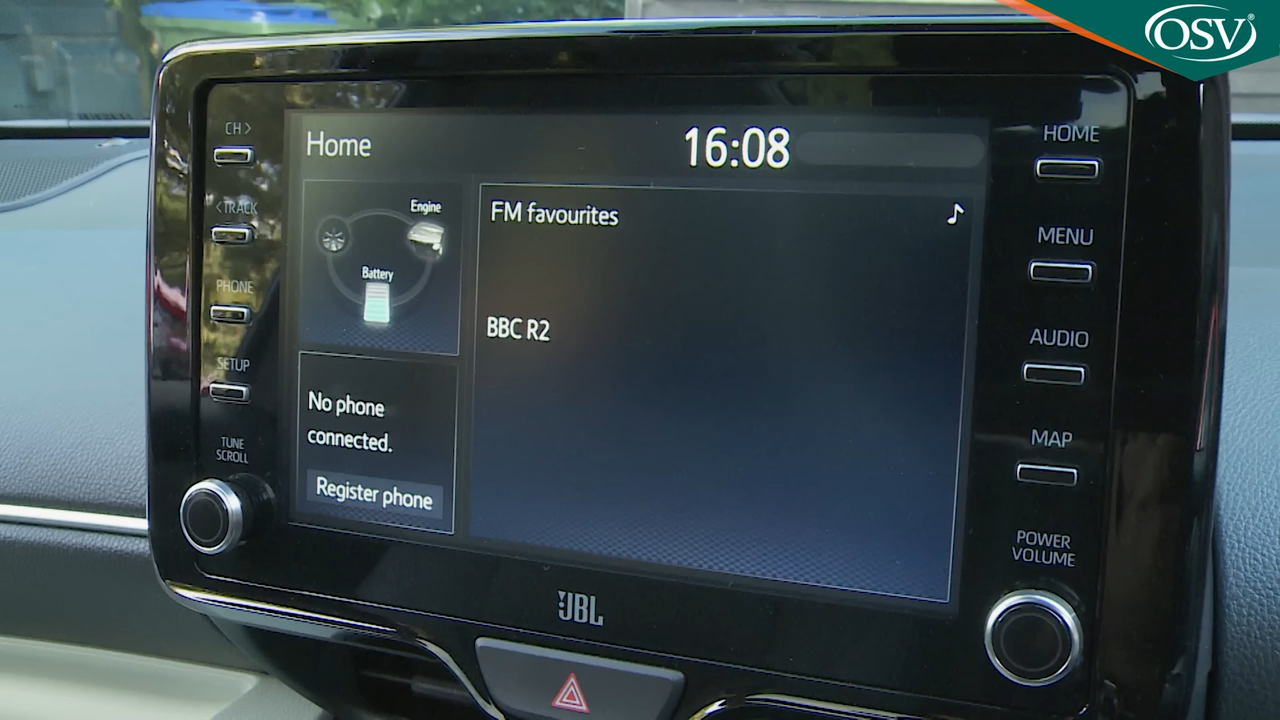 OSV
CH >
< TRACK
PHONE
SETUP
TUNE
SCROLL
Home
16:08
Engine
Battery
FM favourites
BBC R2
No phone
connected.
Register phone
HOME
MENU
AUDIO
MAP
POWER
VOLUME
JBL